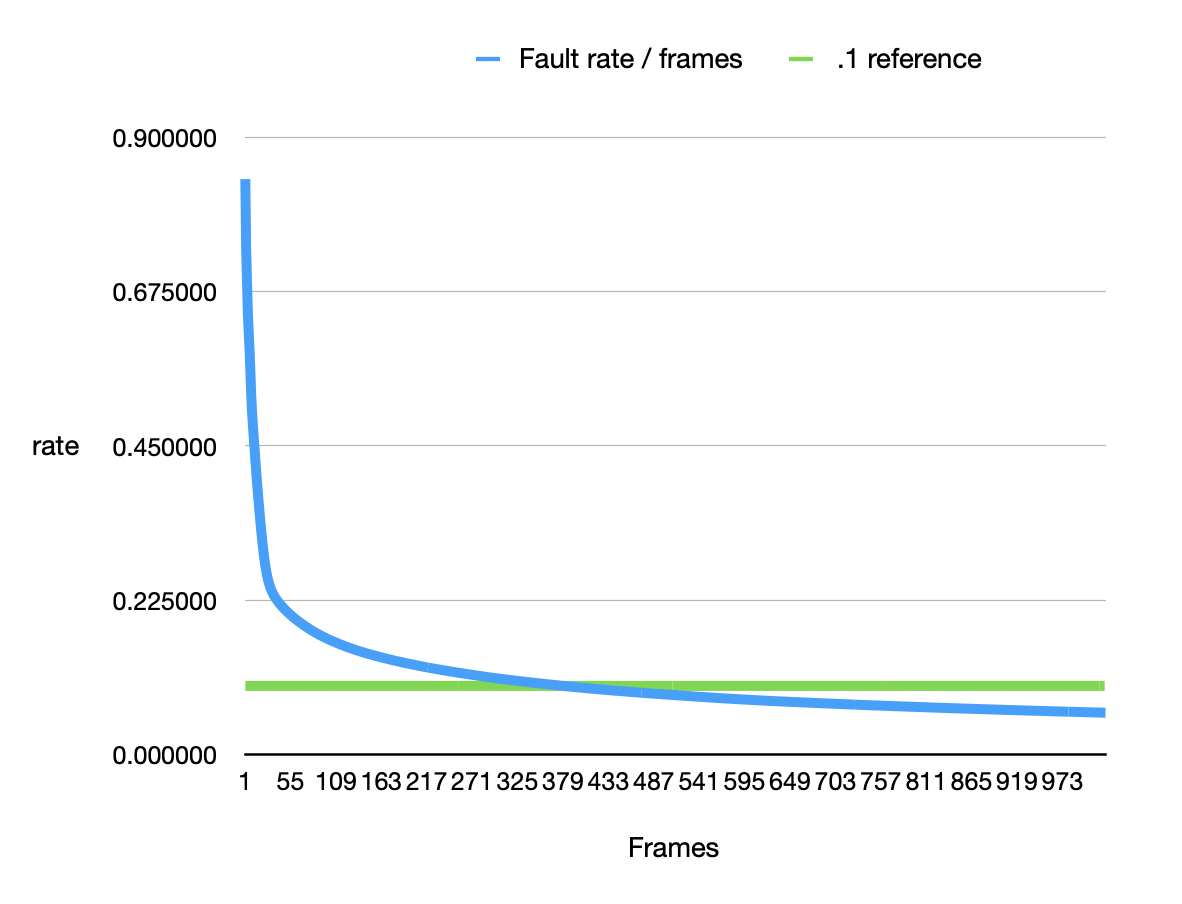 Fault rate / frames .1 reference
0.900000
0.675000
rate 0.450000
0.225000
0.000000
1 55 109 163 217 271 325 379 433 487 541 595 649 703 757 811 865 919 973
Frames